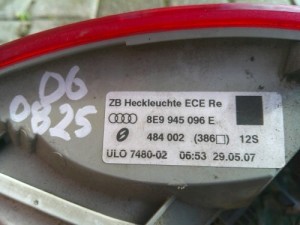 06
0825
ZB Heckleuchte ECE Re
8E9 945 096 E
484 002 (386□) 12S
ULO 7480-02 06:53 29.05.07